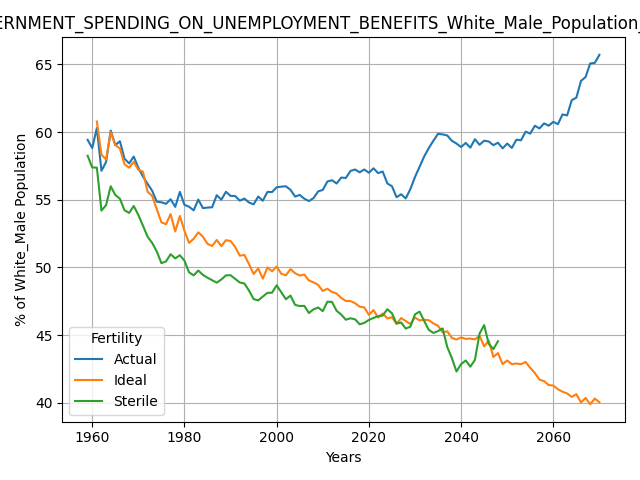 ERNMENT_SPENDING_ON_UNEMPLOYMENT_BENEFITS_White_Male_Population_
65
60
55
50
45
40
% of White_Male Population
Fertility
Actual
Ideal
Sterile
1960 1980 2000 2020 2040 2060
Years